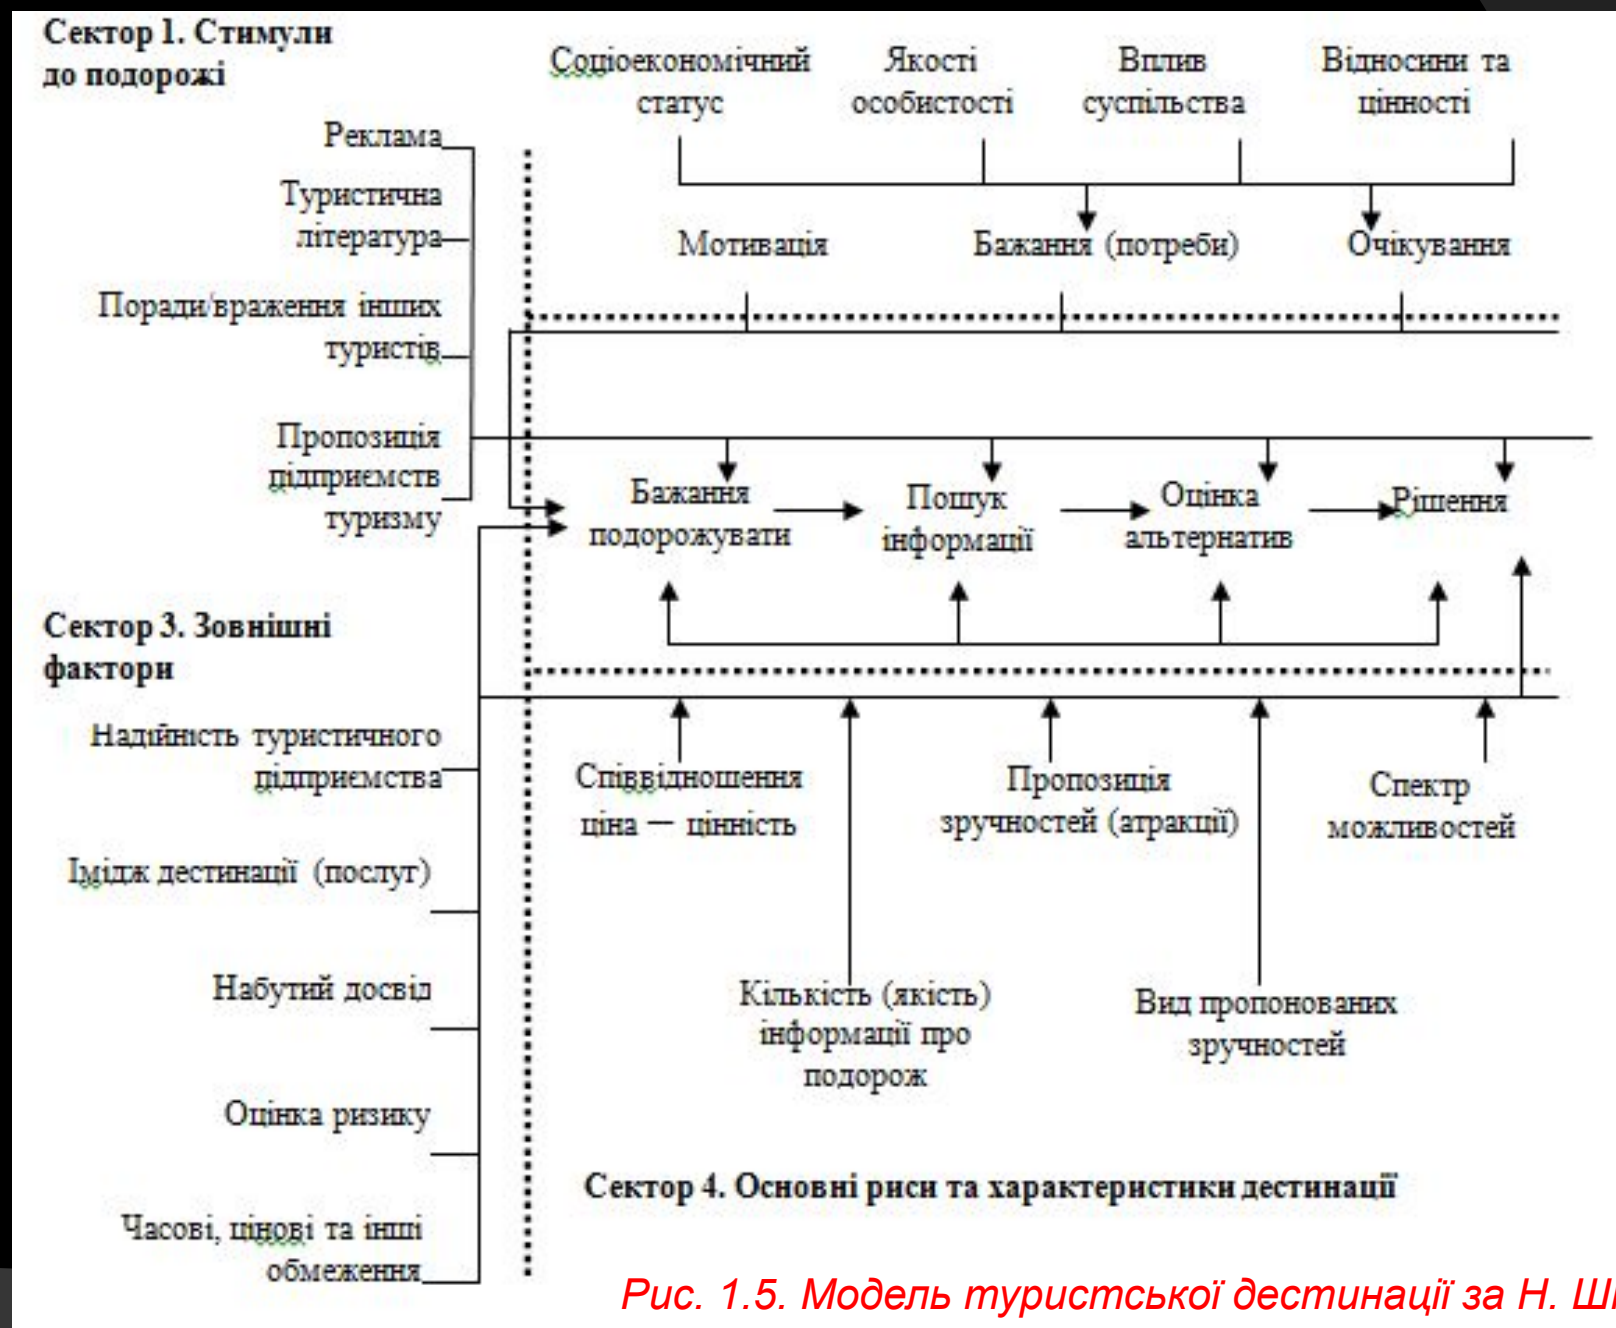 Сектор 1. Стимули
до подорожі
Реклама
Туристична
література
Поради/враження інших
туристів
Пропозиція
підприємств
туризму
Соціоекономічний
статус
Якості
особистості
Вплив
суспільства
Відносини та
цінності
Мотивація
Бажання (потреби)
Очікування
Бажання
подорожувати
Пошук
інформації
Оцінка
альтернатив
Рішення
Сектор 3. Зовнішні
фактори
Надійність туристичного
підприємства
Імідж дестинації (послуг)
Набутий досвід
Оцінка ризику
Часові, цінові та інші
обмеження
Співвідношення
ціна — цінність
Пропозиція
зручностей (атракції)
Спектр
можливостей
Кількість (якість)
інформації про
подорож
Вид пропонованих
зручностей
Сектор 4. Основні риси та характеристики дестинації
Рис. 1.5. Модель туристської дестинації за Н.